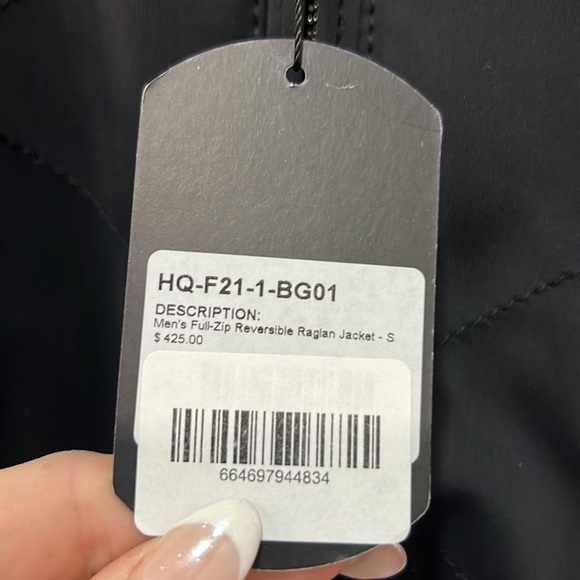 HQ-F21-1-BG01
DESCRIPTION:
Men's Full-Zip Reversible Raglan Jacket - S
$ 425.00
664697944834